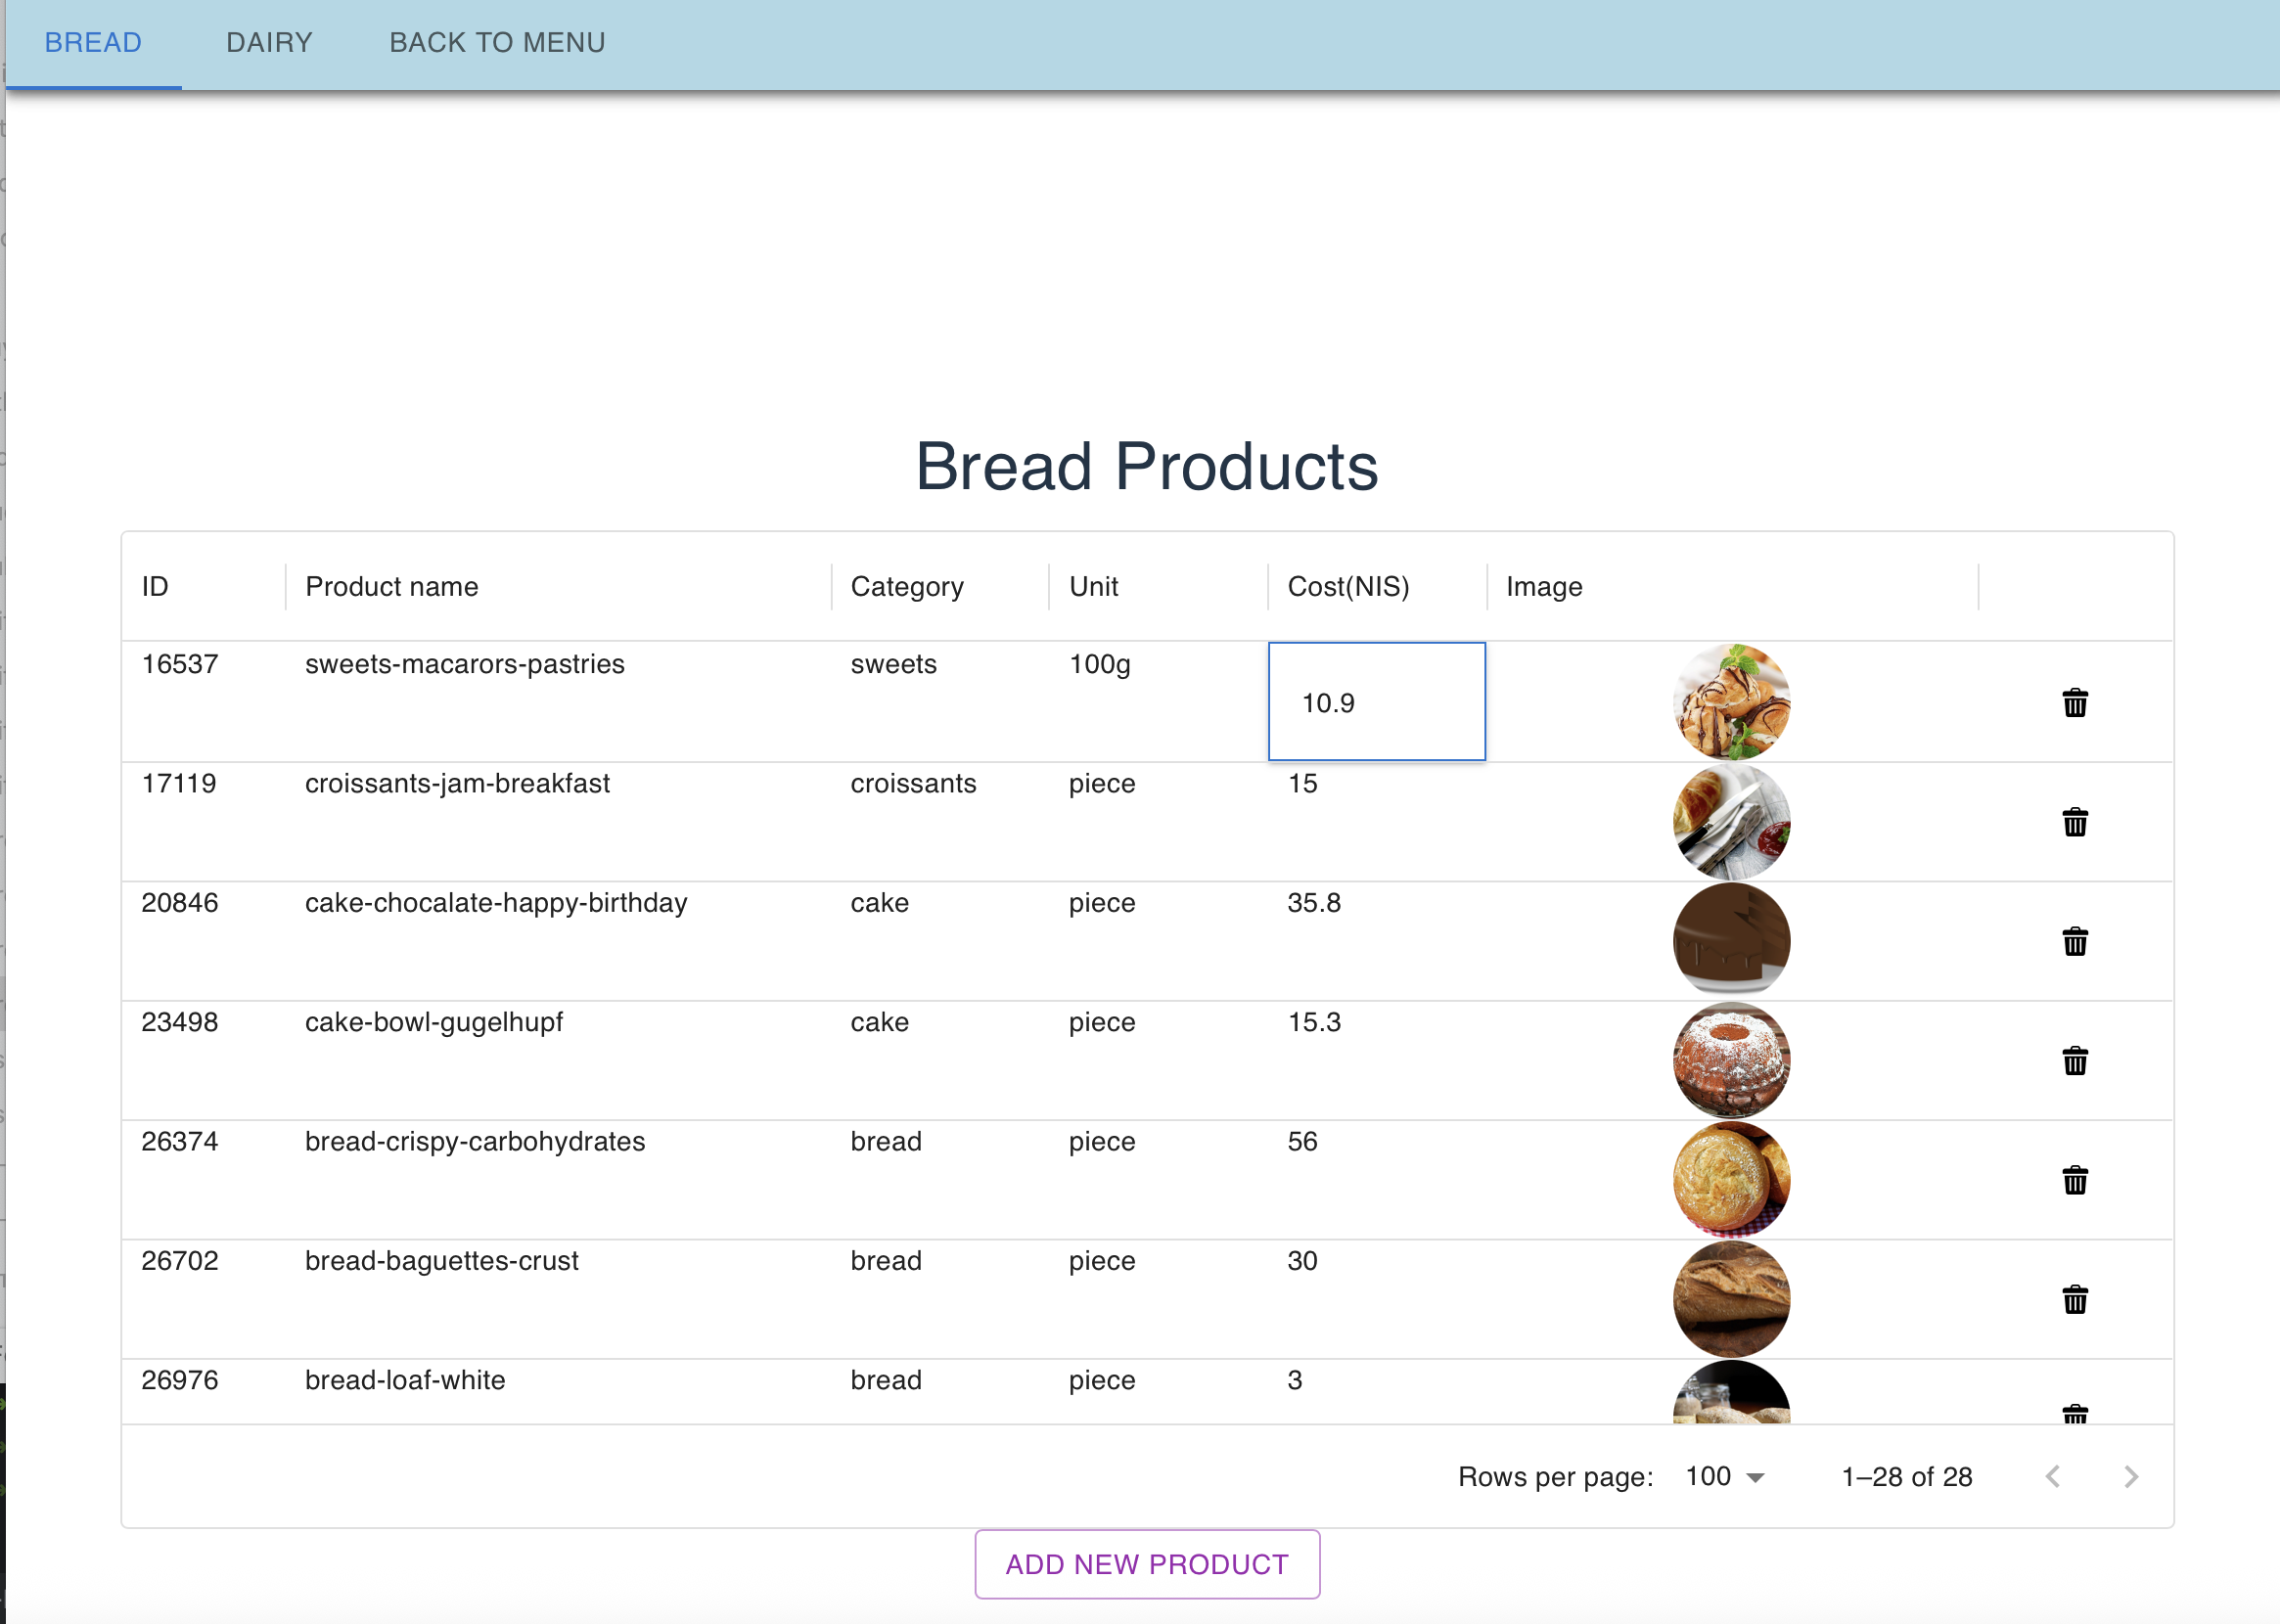 BREAD DAIRY BACK TO MENU
Bread Products
ID Product name Category Unit Cost(NIS) Image
16537 sweets-macarors-pastries sweets 100g 10.9
17119 croissants-jam-breakfast croissants piece 15
20846 cake-chocalate-happy-birthday cake piece 35.8
23498 cake-bowl-gugelhupf cake piece 15.3
26374 bread-crispy-carbohydrates bread piece 56
26702 bread-baguettes-crust bread piece 30
26976 bread-loaf-white bread piece 3
Rows per page: 100 1–28 of 28
ADD NEW PRODUCT